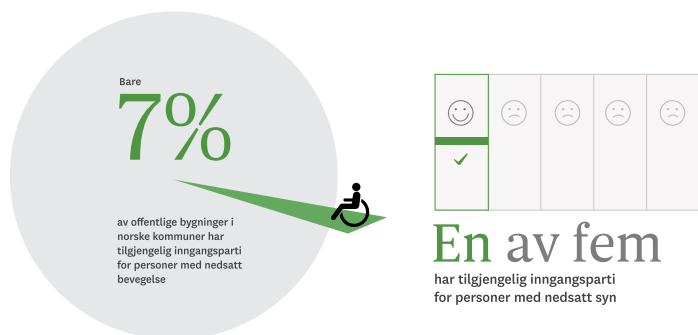 Bare
7%
av offentlige bygninger i
norske kommuner har
tilgjengelig inngangsparti
for personer med nedsatt
bevegelse
En av fem
har tilgjengelig inngangsparti
for personer med nedsatt syn